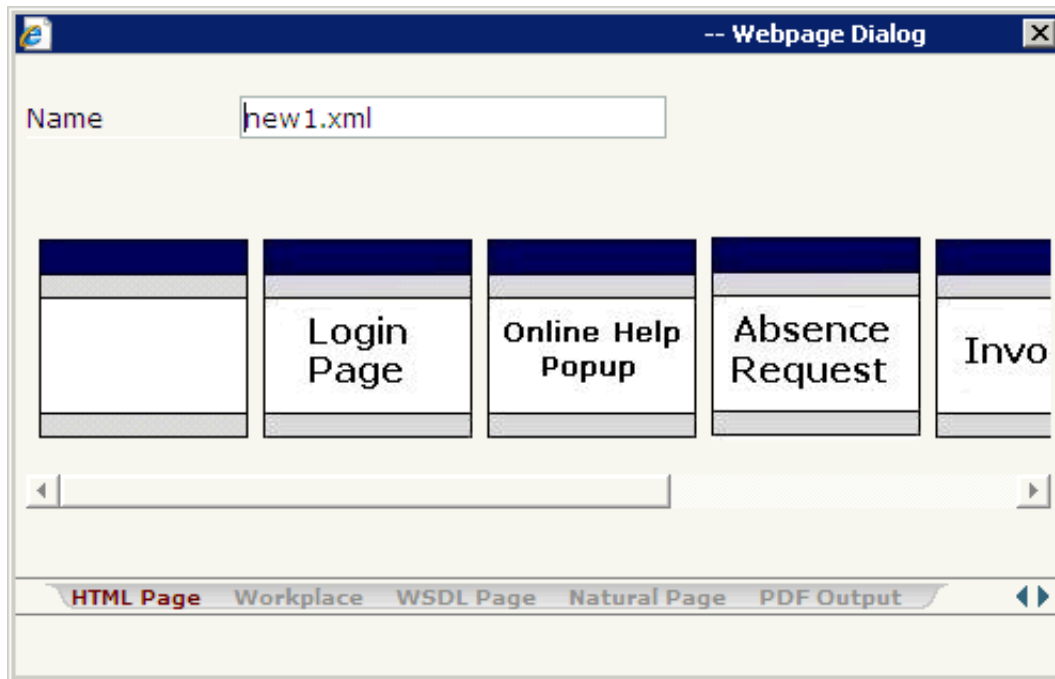 -- Webpage Dialog
Name new1.xml
Login
Page
Online Help
Popup
Absence
Request
Invo
HTML Page Workplace WSDL Page Natural Page PDF Output